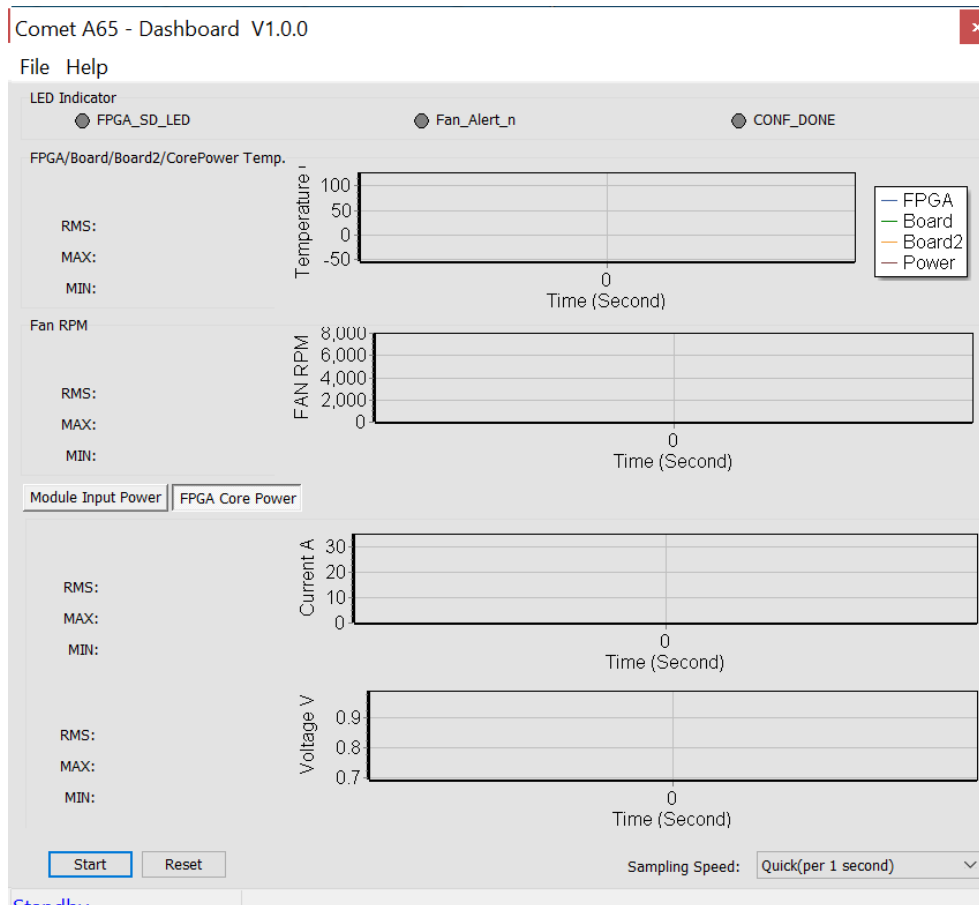 Comet A65 - Dashboard V1.0.0
File Help
LED Indicator
FPGA_SD_LED Fan_Alert_n CONF_DONE
FPGA/Board/Board2/CorePower Temp.
RMS:
MAX:
MIN:
Temperature
100
50
0
-50
0
Time (Second)
FPGA
Board
Board2
Power
Fan RPM
RMS:
MAX:
MIN:
FAN RPM
8,000
6,000
4,000
2,000
0
0
Time (Second)
Module Input Power FPGA Core Power
RMS:
MAX:
MIN:
Current A
30
20
10
0
0
Time (Second)
RMS:
MAX:
MIN:
Voltage V
0.9
0.8
0.7
0
Time (Second)
Start Reset Sampling Speed: Quick(per 1 second)
Standby